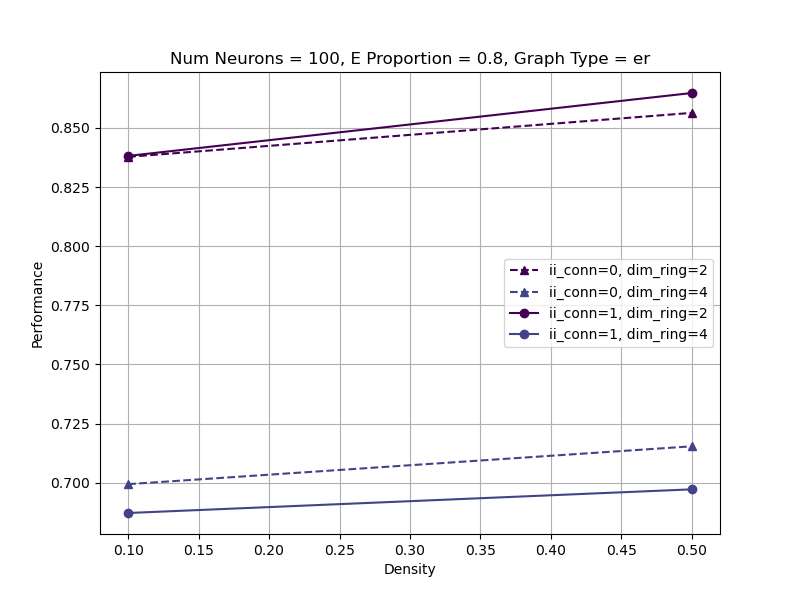 Num Neurons = 100, E Proportion = 0.8, Graph Type = er
Performance
0.850
0.825
0.800
0.775
0.750
0.725
0.700
ii_conn=0, dim_ring=2
ii_conn=0, dim_ring=4
ii_conn=1, dim_ring=2
ii_conn=1, dim_ring=4
0.10 0.15 0.20 0.25 0.30 0.35 0.40 0.45 0.50
Density